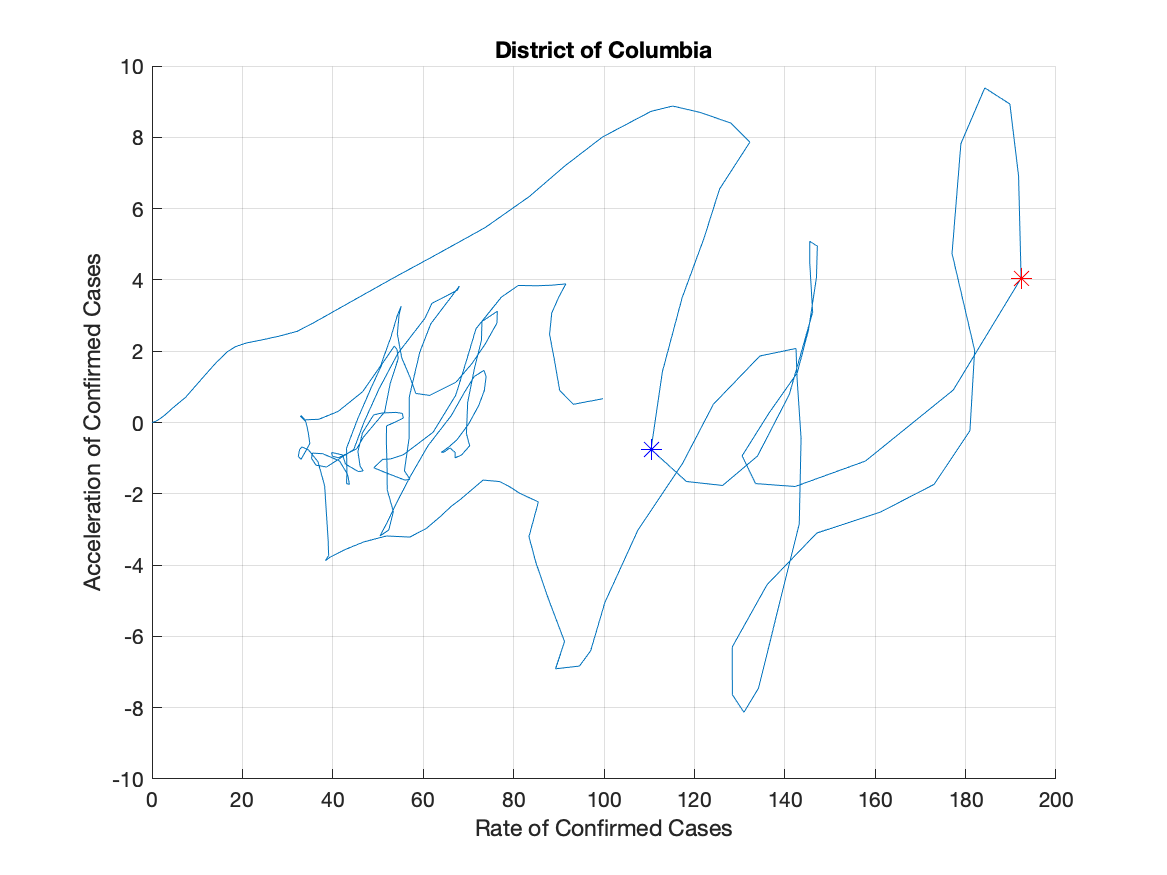 District of Columbia
10
8
6
4
2
0
-2
-4
-6
-8
-10
0 20 40 60 80 100 120 140 160 180 200
Acceleration of Confirmed Cases
Rate of Confirmed Cases